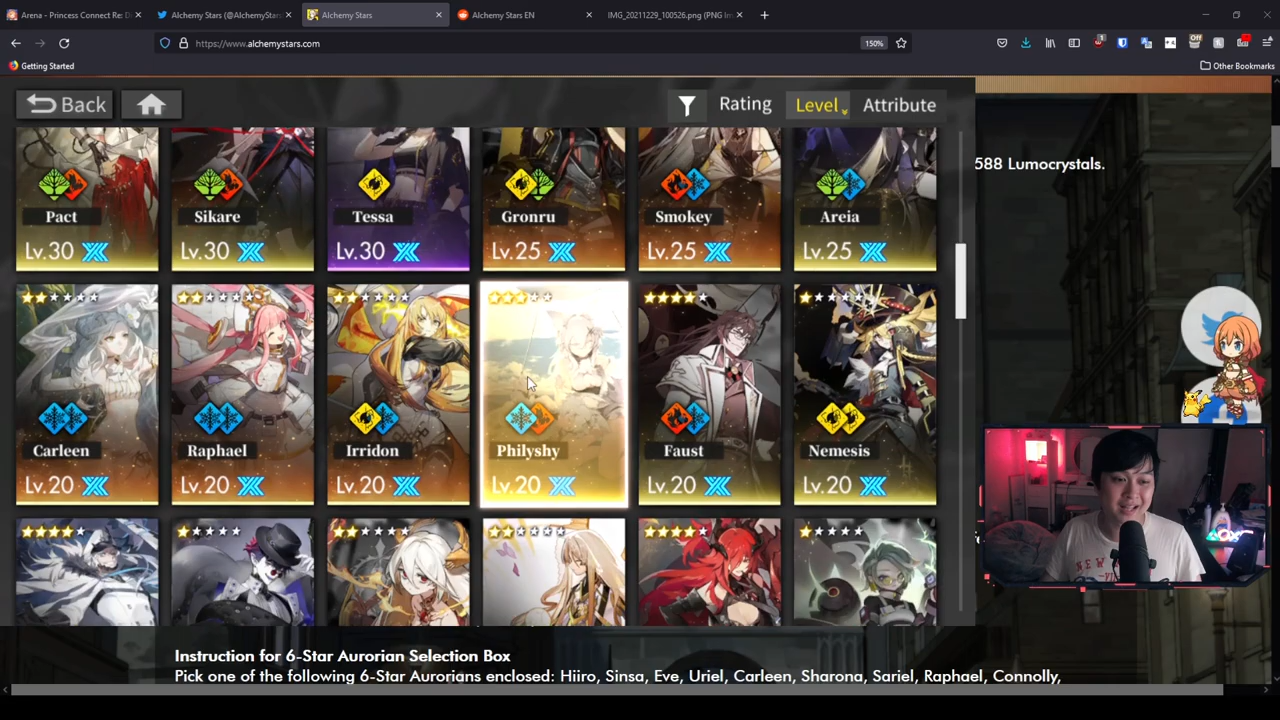 Arena - Princess Connect Re: D
Alchemy Stars (@AlchemyStar
Alchemy Stars
Alchemy Stars EN
IMG_20211229_100526.png (PNG Im
https://www.alchemystars.com
150%
Off
Getting Started
Other Bookmarks
Back
Rating
Level
Attribute
588 Lumocrystals.
Pact
Sikare
Tessa
Gronru
Smokey
Areia
Lv.30
Lv.30
Lv.30
Lv.25
Lv.25
Lv.25
Carleen
Raphael
Irridon
Philyshy
Faust
Nemesis
Lv.20
Lv.20
Lv.20
Lv.20
Lv.20
Lv.20
NEW
Instruction for 6-Star Aurorian Selection Box
Pick one of the following 6-Star Aurorians enclosed: Hiiro, Sinsa, Eve, Uriel, Carleen, Sharona, Sariel, Raphael, Connolly,